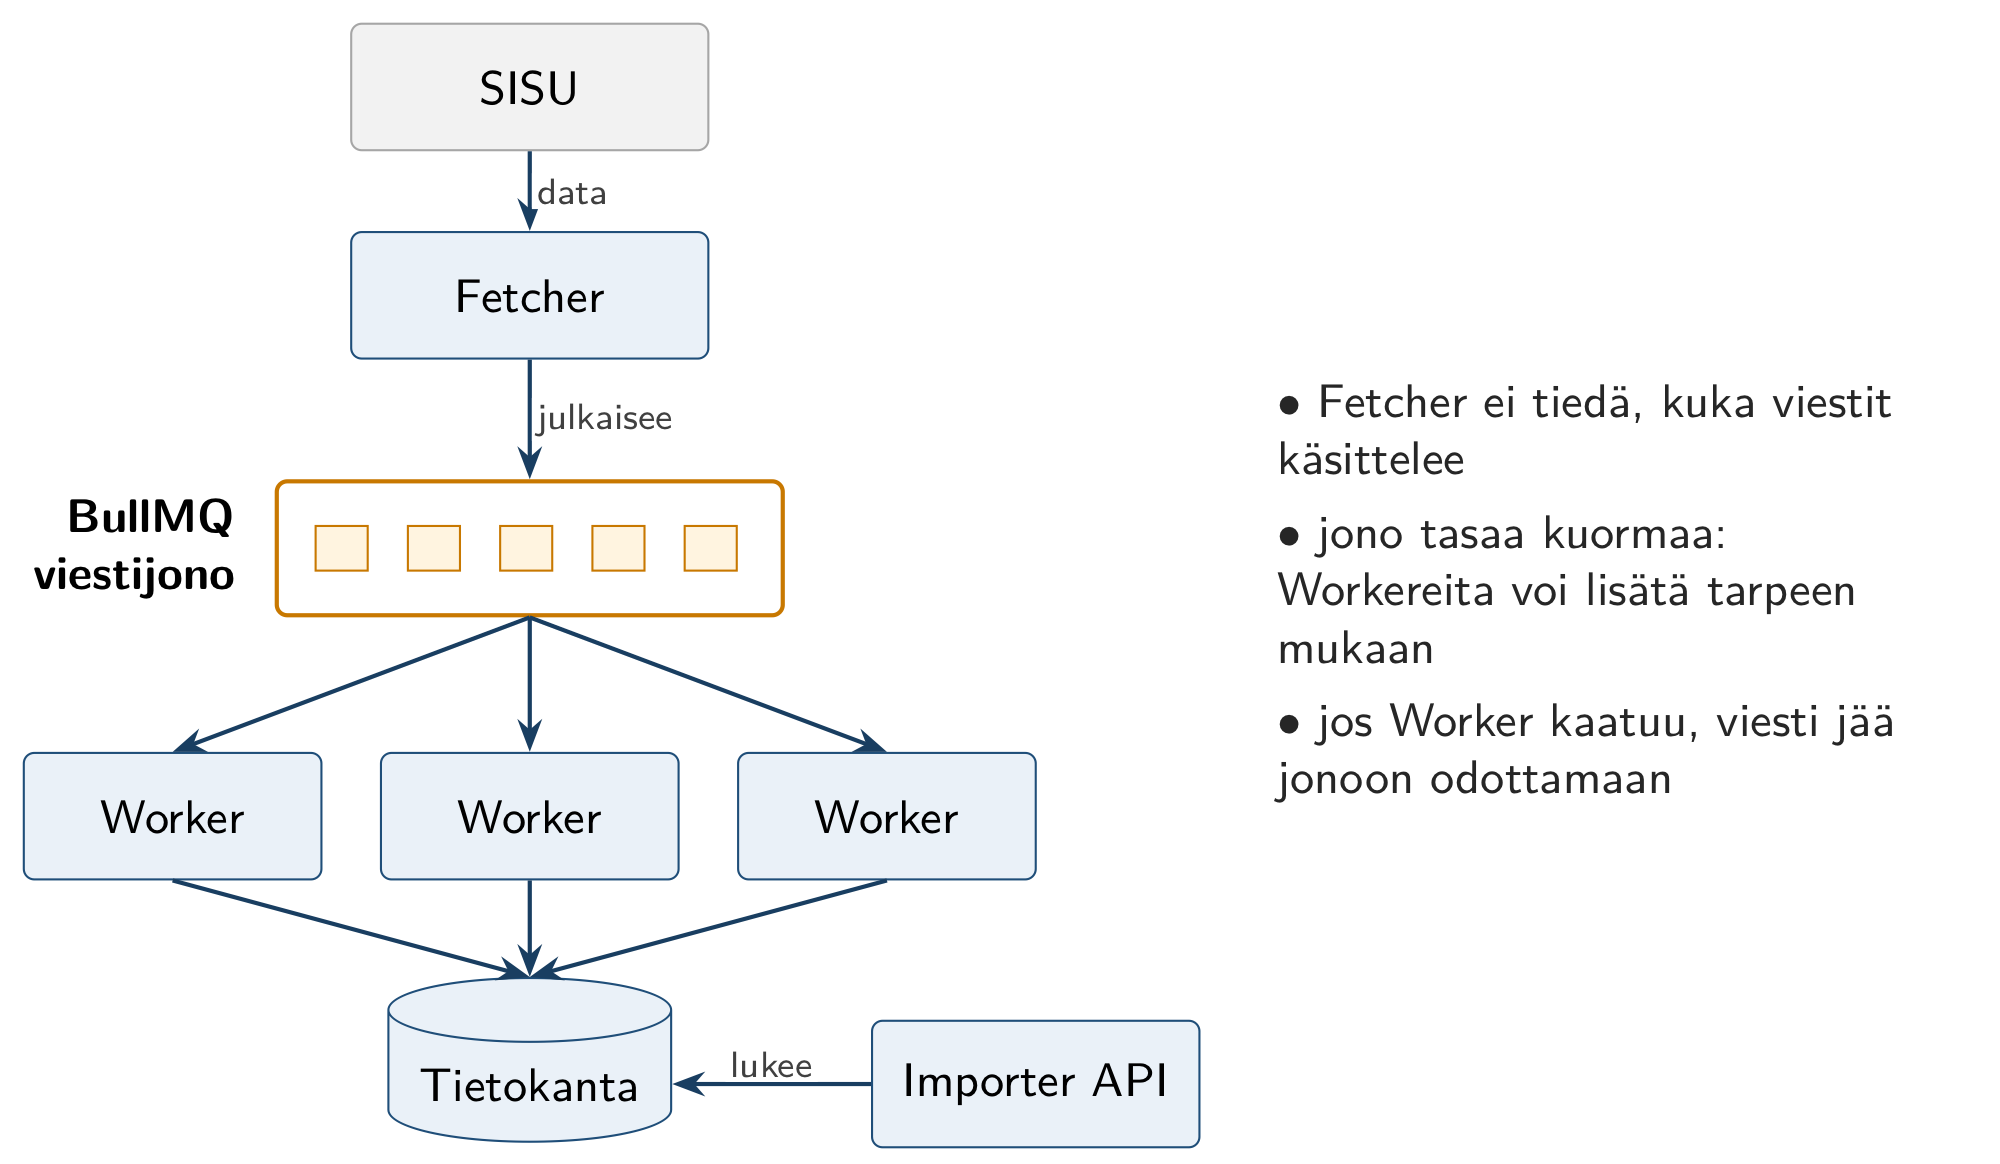 SISU
data
Fetcher
julkaisee
BullMQ
viestijono
Worker
Worker
Worker
Tietokanta
lukee
Importer API
• Fetcher ei tiedä, kuka viestit
käsittelee
• jono tasaa kuormaa:
Workereita voi lisätä tarpeen
mukaan
• jos Worker kaatuu, viesti jää
jonoon odottamaan